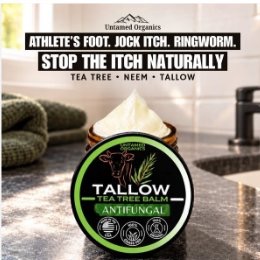 Untamed Organics
ATHLETE'S FOOT. JOCK ITCH. RINGWORM.
STOP THE ITCH NATURALLY
TEA TREE • NEEM • TALLOW
UNTAMED
ORGANICS
TALLOW
TEA TREE BALM
ANTIFUNGAL